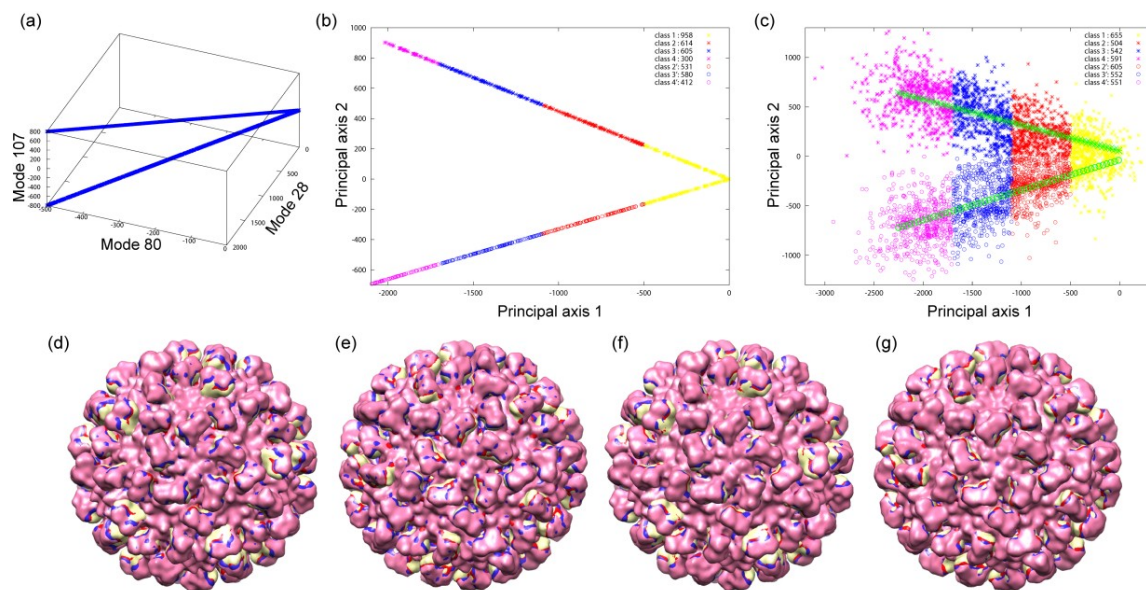 (a)
Mode 107
800
600
400
200
0
-200
-400
-600
-800
-500
-300
-200
-100
0
Mode 80
2000
1500
1000
500
0
Mode 28
(b)
1000
800
600
400
200
0
-200
-400
-600
Principal axis 2
-2000
-1500
-1000
-500
0
Principal axis 1
class 1 : 958
class 2 : 614
class 3 : 605
class 4 : 300
class 2': 531
class 3': 580
class 4': 412
(c)
1000
500
0
-500
-1000
Principal axis 2
-3000
-2500
-2000
-1500
-1000
-500
0
Principal axis 1
class 1 : 655
class 2 : 504
class 3 : 542
class 4 : 591
class 2': 605
class 3': 552
class 4': 551
(d)
(e)
(f)
(g)